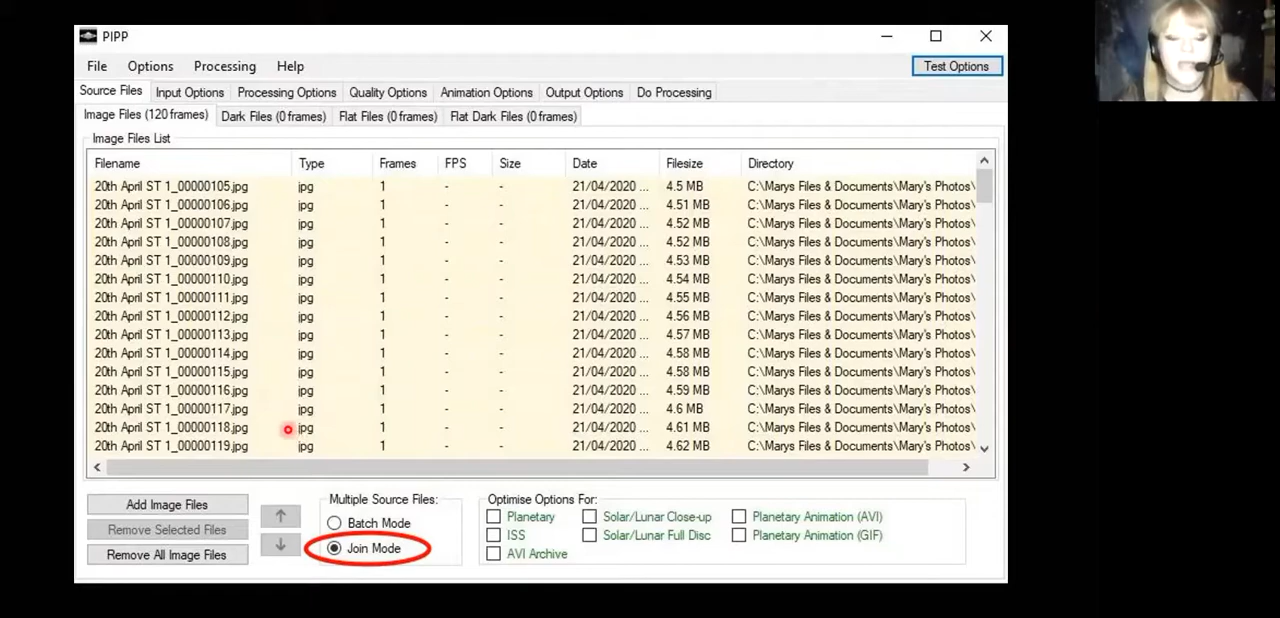 PIPP
File Options Processing Help Test Options
Source Files Input Options Processing Options Quality Options Animation Options Output Options Do Processing
Image Files (120 frames) Dark Files (0 frames) Flat Files (0 frames) Flat Dark Files (0 frames)
Image Files List
Filename Type Frames FPS Size Date Filesize Directory
20th April ST 1_00000105.jpg jpg 1 - - 21/04/2020 ... 4.5 MB C:\Marys Files & Documents\Mary's Photos\
20th April ST 1_00000106.jpg jpg 1 - - 21/04/2020 ... 4.51 MB C:\Marys Files & Documents\Mary's Photos\
20th April ST 1_00000107.jpg jpg 1 - - 21/04/2020 ... 4.52 MB C:\Marys Files & Documents\Mary's Photos\
20th April ST 1_00000108.jpg jpg 1 - - 21/04/2020 ... 4.52 MB C:\Marys Files & Documents\Mary's Photos\
20th April ST 1_00000109.jpg jpg 1 - - 21/04/2020 ... 4.53 MB C:\Marys Files & Documents\Mary's Photos\
20th April ST 1_00000110.jpg jpg 1 - - 21/04/2020 ... 4.54 MB C:\Marys Files & Documents\Mary's Photos\
20th April ST 1_00000111.jpg jpg 1 - - 21/04/2020 ... 4.55 MB C:\Marys Files & Documents\Mary's Photos\
20th April ST 1_00000112.jpg jpg 1 - - 21/04/2020 ... 4.56 MB C:\Marys Files & Documents\Mary's Photos\
20th April ST 1_00000113.jpg jpg 1 - - 21/04/2020 ... 4.57 MB C:\Marys Files & Documents\Mary's Photos\
20th April ST 1_00000114.jpg jpg 1 - - 21/04/2020 ... 4.58 MB C:\Marys Files & Documents\Mary's Photos\
20th April ST 1_00000115.jpg jpg 1 - - 21/04/2020 ... 4.58 MB C:\Marys Files & Documents\Mary's Photos\
20th April ST 1_00000116.jpg jpg 1 - - 21/04/2020 ... 4.59 MB C:\Marys Files & Documents\Mary's Photos\
20th April ST 1_00000117.jpg jpg 1 - - 21/04/2020 ... 4.6 MB C:\Marys Files & Documents\Mary's Photos\
20th April ST 1_00000118.jpg jpg 1 - - 21/04/2020 ... 4.61 MB C:\Marys Files & Documents\Mary's Photos\
20th April ST 1_00000119.jpg jpg 1 - - 21/04/2020 ... 4.62 MB C:\Marys Files & Documents\Mary's Photos\
Add Image Files
Remove Selected Files
Remove All Image Files
Multiple Source Files:
Batch Mode
Join Mode
Optimise Options For:
Planetary Solar/Lunar Close-up Planetary Animation (AVI)
ISS Solar/Lunar Full Disc Planetary Animation (GIF)
AVI Archive